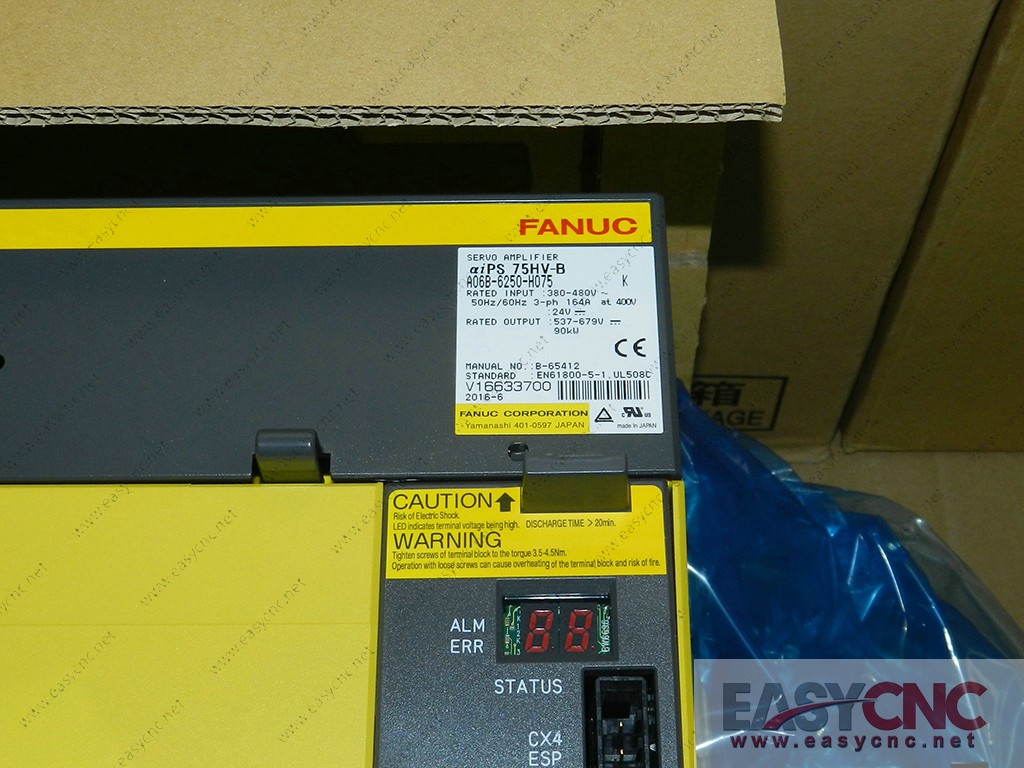 FANUC
SERVO AMPLIFIER
αiPS 75HV-B
A06B-6250-H075 K
RATED INPUT :380-480V ~
50Hz/60Hz 3-ph 164A at 400V
:24V ⎓
RATED OUTPUT :537-679V ⎓
90kW
CE
MANUAL NO. :B-65412
STANDARD :EN61800-5-1.UL508C
V16633700
2016-6
FANUC CORPORATION
Yamanashi 401-0597 JAPAN
c RU us
made in JAPAN
CAUTION
Risk of Electric Shock.
LED indicates terminal voltage being high. DISCHARGE TIME > 20min.
WARNING
Tighten screws of terminal block to the torque 3.5-4.5Nm.
Operation with loose screws can cause overheating of the terminal block and risk of fire.
ALM
ERR
88
STATUS
CX4
ESP
箱
AGE
EASYCNC
www.easycnc.net